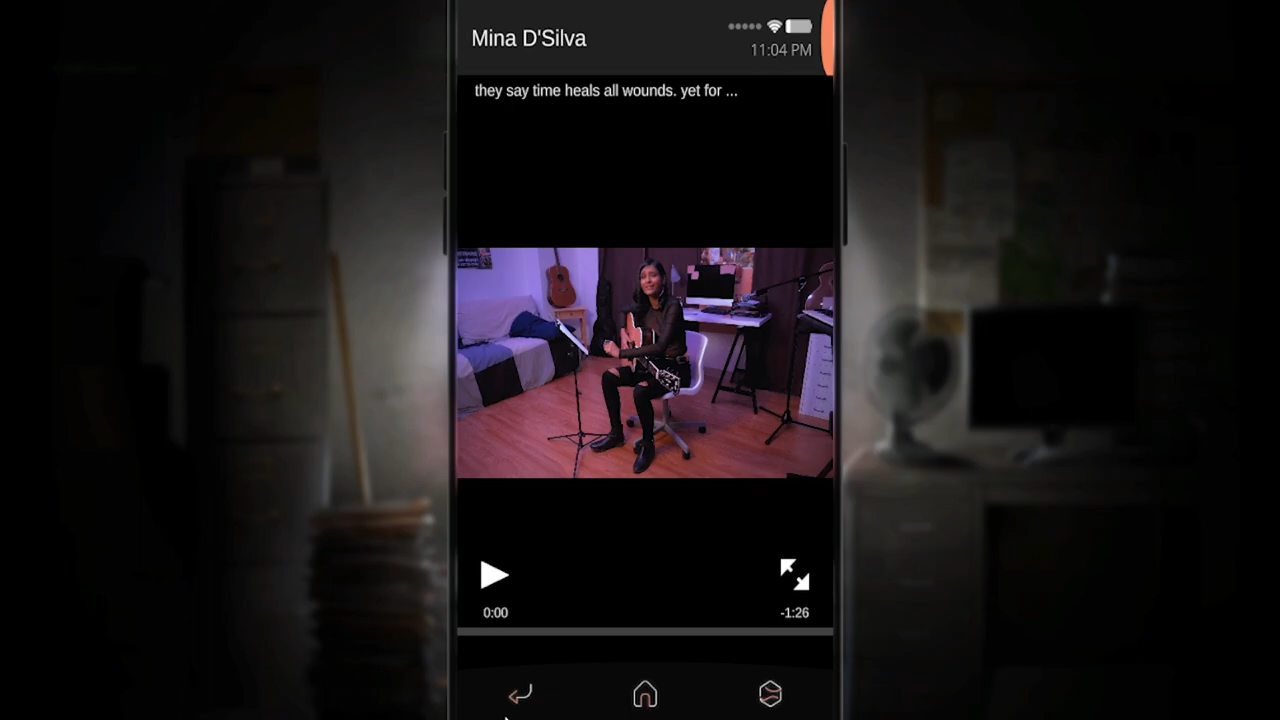 Mina D'Silva
11:04 PM
they say time heals all wounds. yet for ...
0:00
-1:26